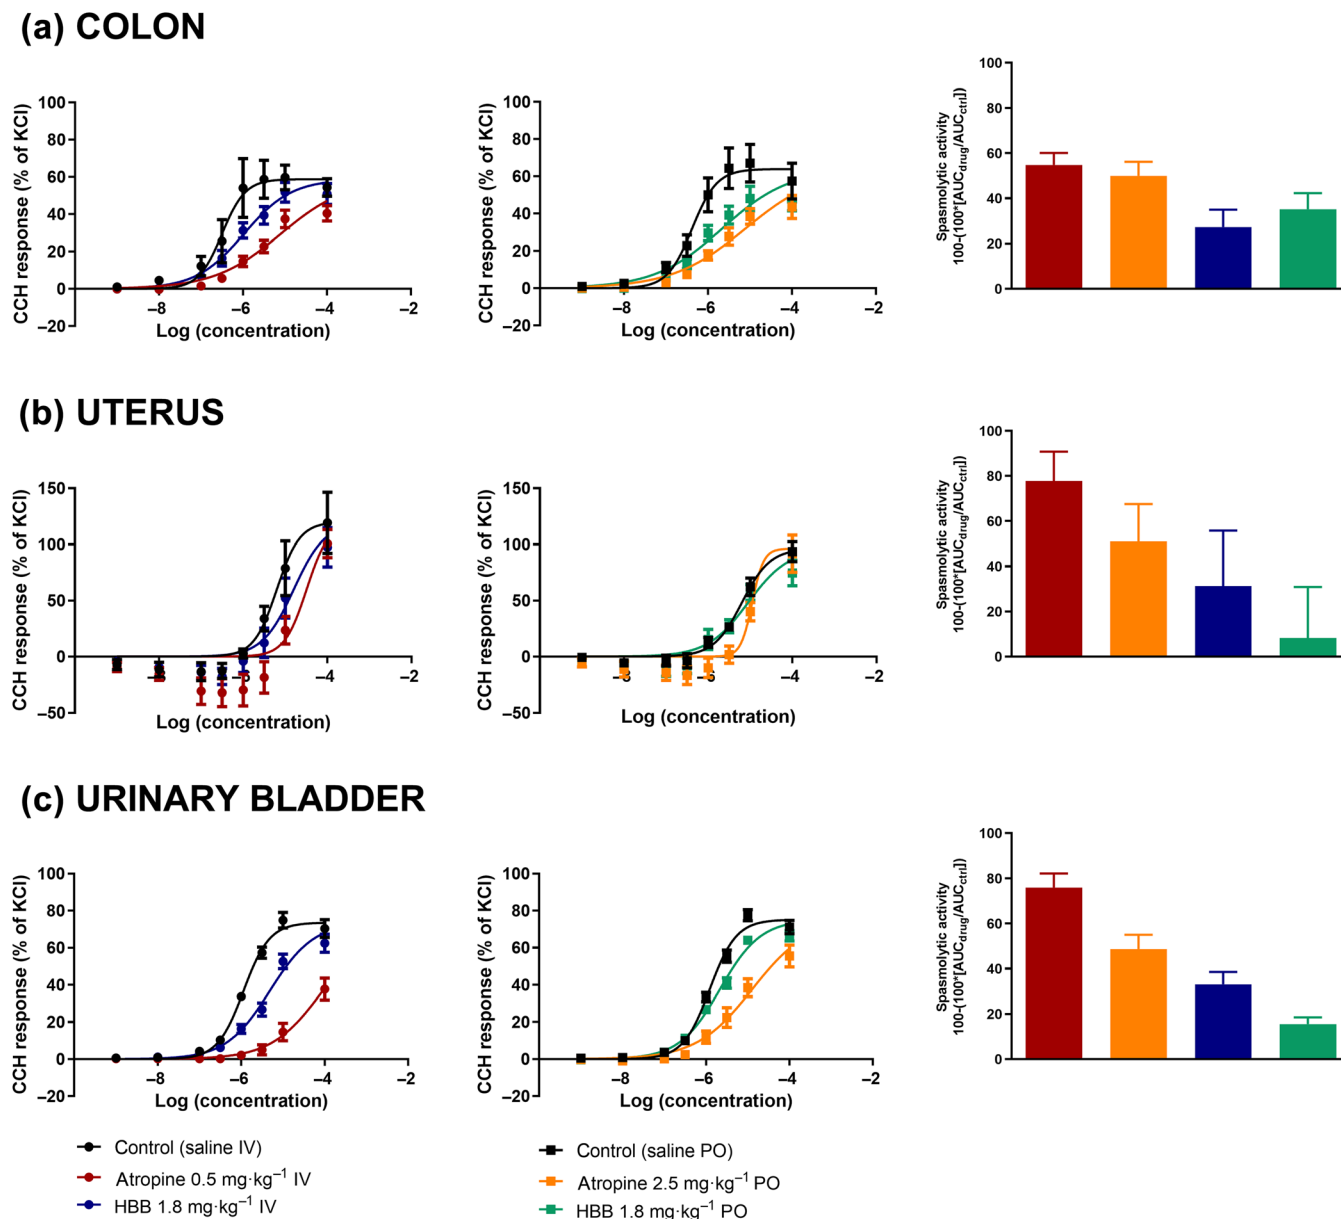 (a) COLON
CCH response (% of KCl)
100
80
60
40
20
0
–20
–8
–6
–4
–2
Log (concentration)
CCH response (% of KCl)
100
80
60
40
20
0
–20
–8
–6
–4
–2
Log (concentration)
Spasmolytic activity
100-(100*[AUCdrug/AUCctrl])
100
80
60
40
20
0
(b) UTERUS
CCH response (% of KCl)
150
100
50
0
–50
–8
–6
–4
–2
Log (concentration)
CCH response (% of KCl)
150
100
50
0
–50
–8
–6
–4
–2
Log (concentration)
Spasmolytic activity
100-(100*[AUCdrug/AUCctrl])
100
80
60
40
20
0
(c) URINARY BLADDER
CCH response (% of KCl)
100
80
60
40
20
0
–20
–8
–6
–4
–2
Log (concentration)
CCH response (% of KCl)
100
80
60
40
20
0
–20
–8
–6
–4
–2
Log (concentration)
Spasmolytic activity
100-(100*[AUCdrug/AUCctrl])
100
80
60
40
20
0
Control (saline IV)
Atropine 0.5 mg·kg⁻¹ IV
HBB 1.8 mg·kg⁻¹ IV
Control (saline PO)
Atropine 2.5 mg·kg⁻¹ PO
HBB 1.8 mg·kg⁻¹ PO